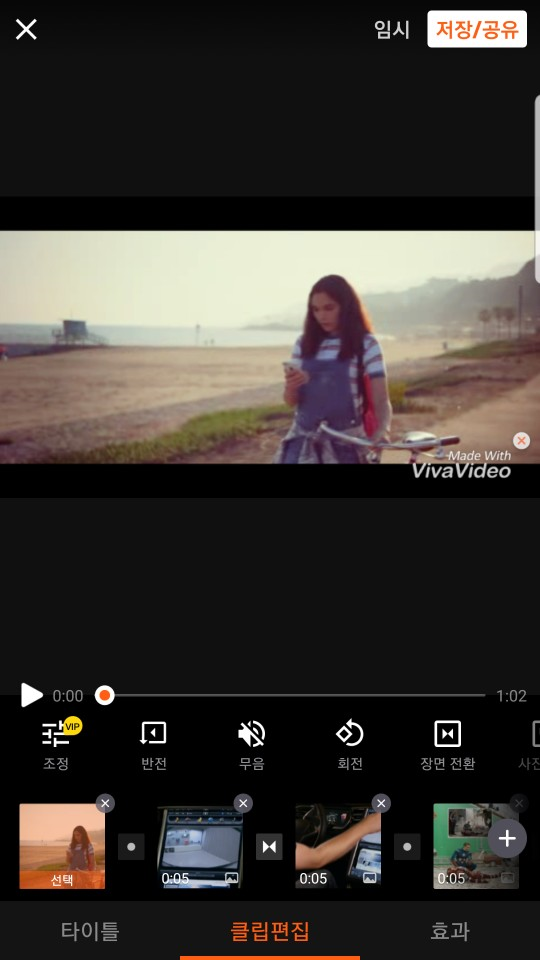 임시
저장/공유
Made With
VivaVideo
0:00
1:02
VIP
조정
반전
무음
회전
장면 전환
사진
선택
0:05
0:05
0:05
타이틀
클립편집
효과